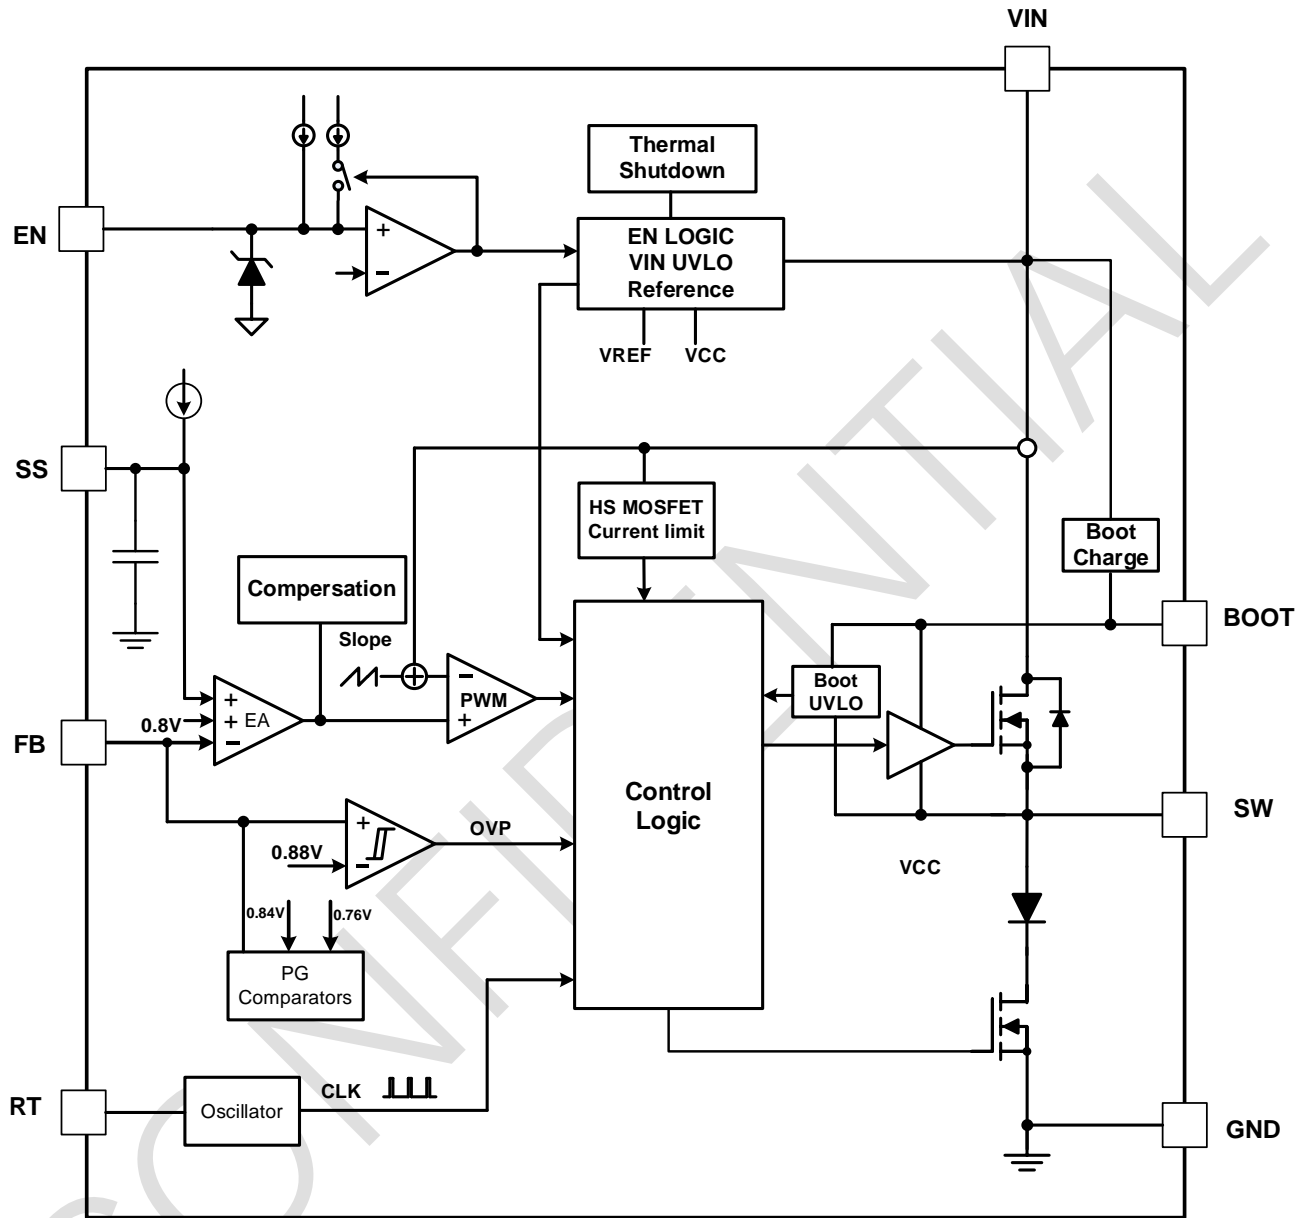 VIN
Thermal
Shutdown
EN
+
−
EN LOGIC
VIN UVLO
Reference
VREF
VCC
SS
HS MOSFET
Current limit
Boot
Charge
Compersation
BOOT
Slope
+
−
PWM
+
Boot
UVLO
+
+ EA
−
0.8V
FB
Control
Logic
SW
+
−
0.88V
OVP
VCC
0.84V
0.76V
PG
Comparators
RT
Oscillator
CLK
GND
CONFIDENTIAL